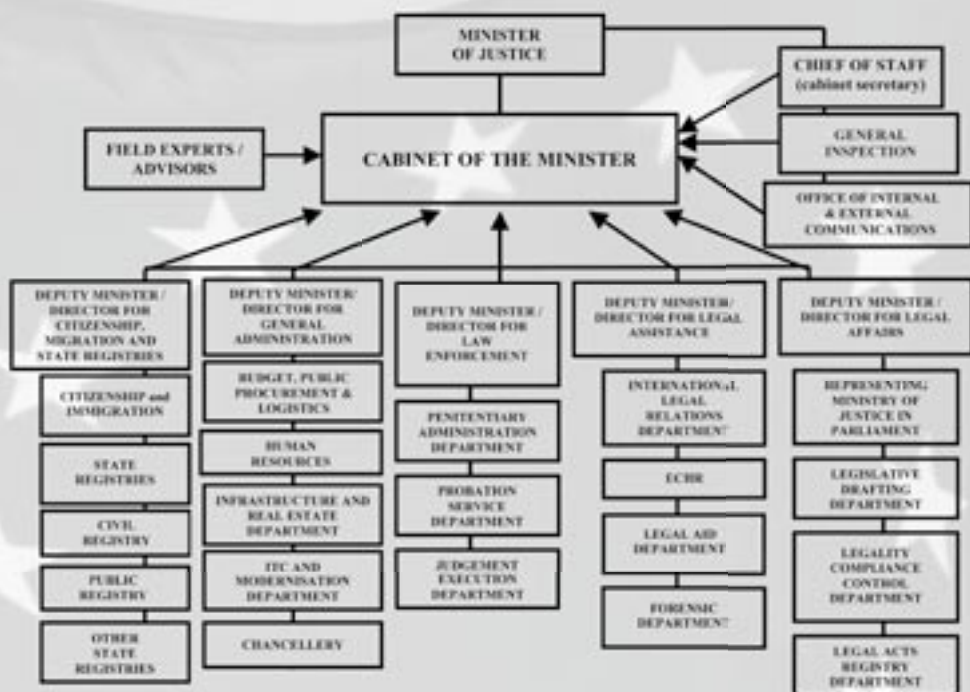 MINISTER
OF JUSTICE
CHIEF OF STAFF
(cabinet secretary)
FIELD EXPERTS /
ADVISORS
CABINET OF THE MINISTER
GENERAL
INSPECTION
OFFICE OF INTERNAL
& EXTERNAL
COMMUNICATIONS
DEPUTY MINISTER /
DIRECTOR FOR
CITIZENSHIP,
MIGRATION AND
STATE REGISTRIES
CITIZENSHIP and
IMMIGRATION
STATE
REGISTRIES
CIVIL
REGISTRY
PUBLIC
REGISTRY
OTHER
STATE
REGISTRIES
DEPUTY MINISTER/
DIRECTOR FOR
GENERAL
ADMINISTRATION
BUDGET, PUBLIC
PROCUREMENT &
LOGISTICS
HUMAN
RESOURCES
INFRASTRUCTURE AND
REAL ESTATE
DEPARTMENT
ITC AND
MODERNISATION
DEPARTMENT
CHANCELLERY
DEPUTY MINISTER /
DIRECTOR FOR
LAW
ENFORCEMENT
PENITENTIARY
ADMINISTRATION
DEPARTMENT
PROBATION
SERVICE
DEPARTMENT
JUDGEMENT
EXECUTION
DEPARTMENT
DEPUTY MINISTER/
DIRECTOR FOR LEGAL
ASSISTANCE
INTERNATIONAL
LEGAL
RELATIONS
DEPARTMENT
ECHR
LEGAL AID
DEPARTMENT
FORENSIC
DEPARTMENT
DEPUTY MINISTER /
DIRECTOR FOR LEGAL
AFFAIRS
REPRESENTING
MINISTRY OF
JUSTICE IN
PARLIAMENT
LEGISLATIVE
DRAFTING
DEPARTMENT
LEGALITY
COMPLIANCE
CONTROL
DEPARTMENT
LEGAL ACTS
REGISTRY
DEPARTMENT